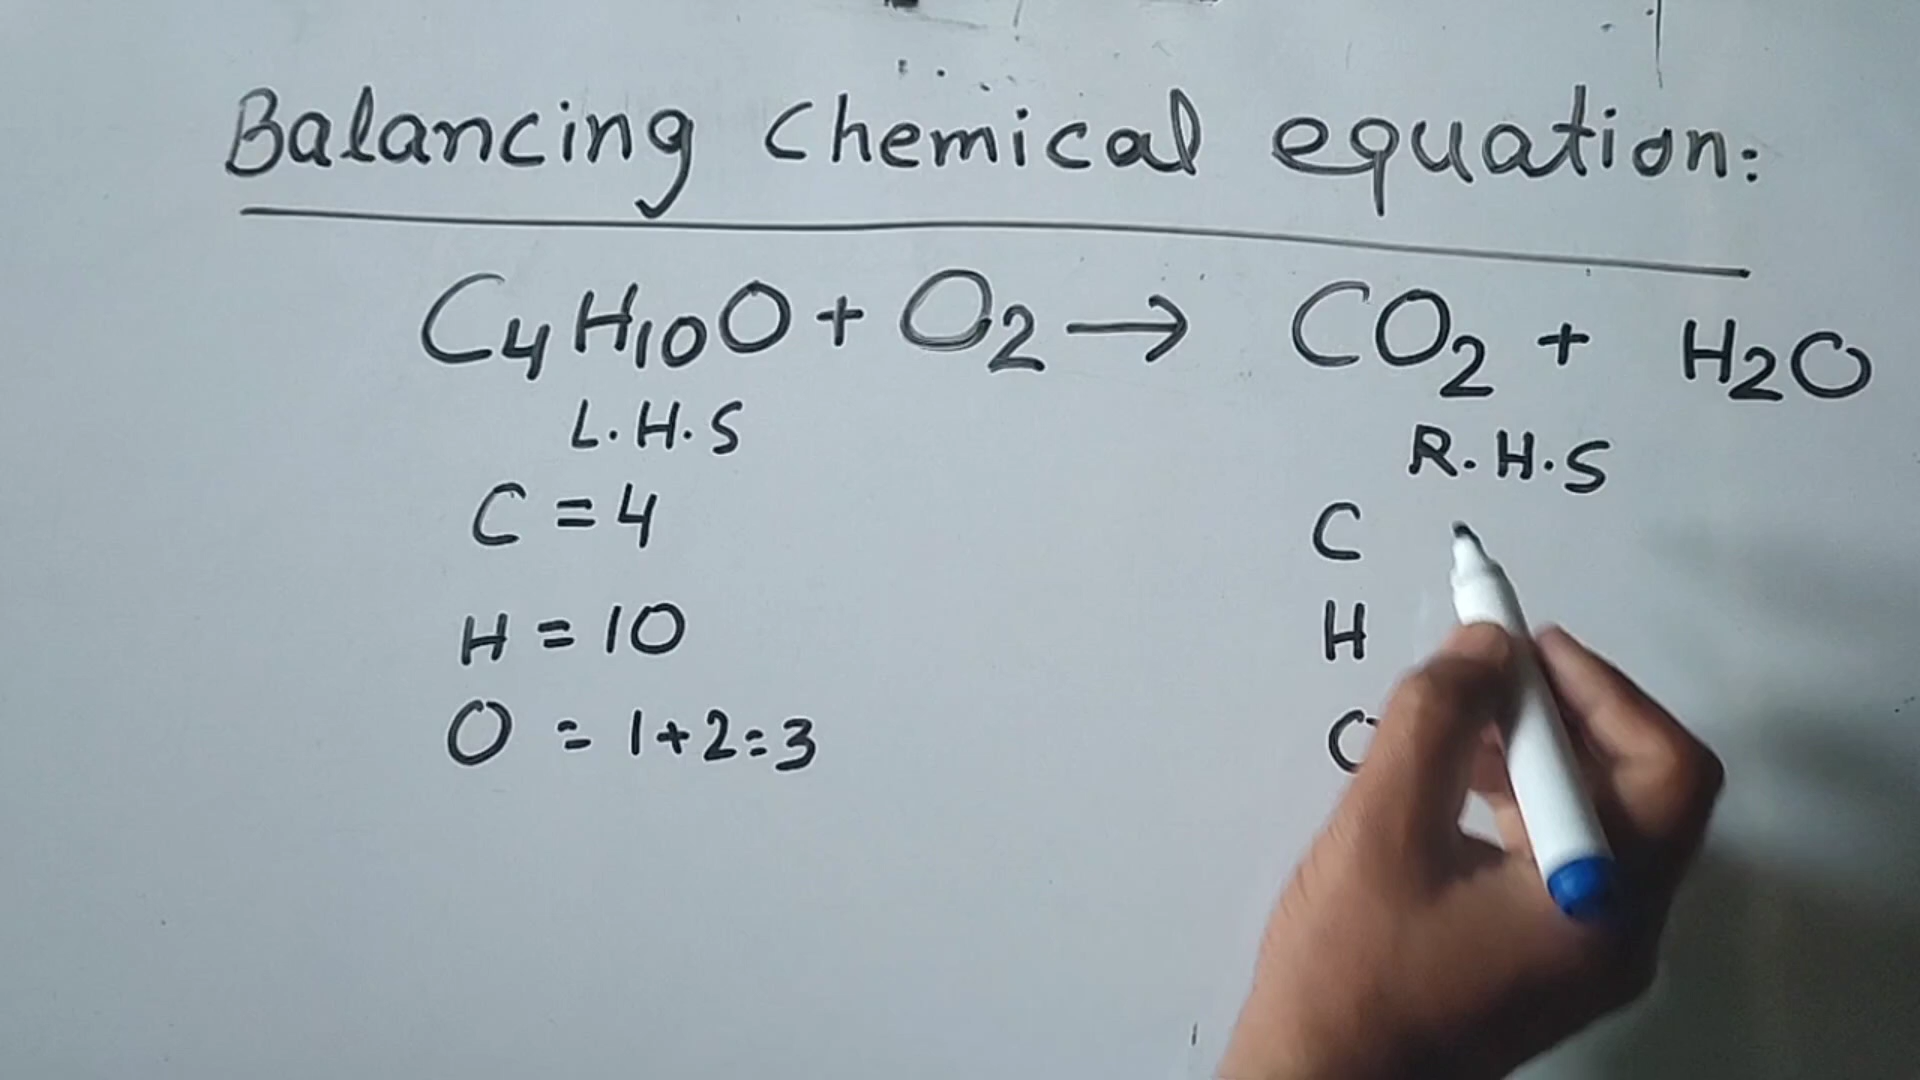 Balancing Chemical equation:
C4H10O + O2 → CO2 + H2O
L.H.S R.H.S
C = 4 C
H = 10 H
O = 1+2=3 O